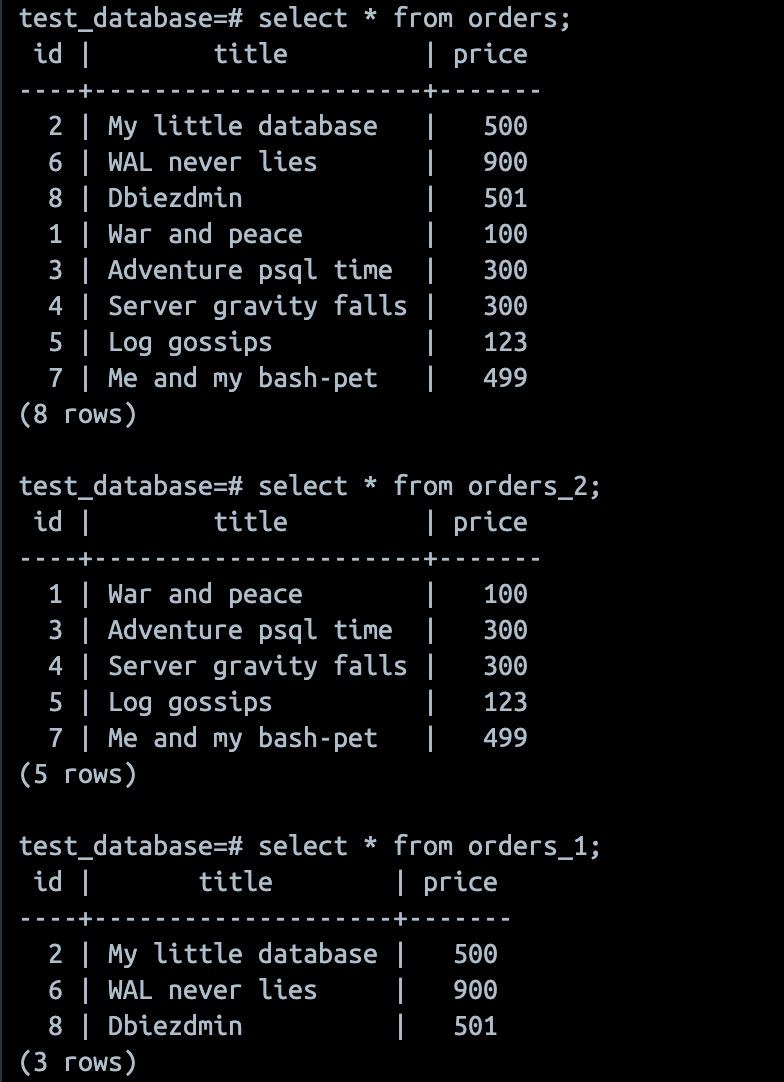 test_database=# select * from orders;
 id |        title         | price
----+----------------------+-------
  2 | My little database   |   500
  6 | WAL never lies       |   900
  8 | Dbiezdmin            |   501
  1 | War and peace        |   100
  3 | Adventure psql time  |   300
  4 | Server gravity falls |   300
  5 | Log gossips          |   123
  7 | Me and my bash-pet   |   499
(8 rows)

test_database=# select * from orders_2;
 id |        title         | price
----+----------------------+-------
  1 | War and peace        |   100
  3 | Adventure psql time  |   300
  4 | Server gravity falls |   300
  5 | Log gossips          |   123
  7 | Me and my bash-pet   |   499
(5 rows)

test_database=# select * from orders_1;
 id |       title        | price
----+--------------------+-------
  2 | My little database |   500
  6 | WAL never lies     |   900
  8 | Dbiezdmin          |   501
(3 rows)